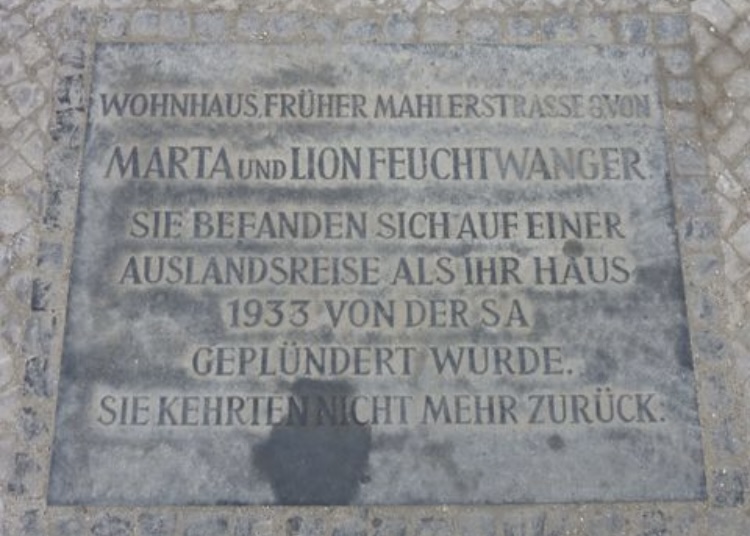 WOHNHAUS, FRÜHER MAHLERSTRASSE 8, VON
MARTA UND LION FEUCHTWANGER
SIE BEFANDEN SICH AUF EINER
AUSLANDSREISE ALS IHR HAUS
1933 VON DER SA
GEPLÜNDERT WURDE.
SIE KEHRTEN NICHT MEHR ZURÜCK.